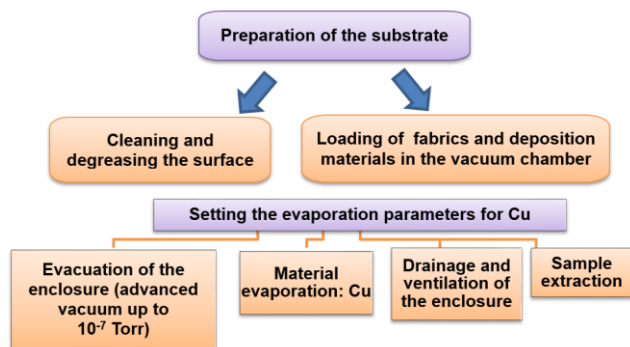 Preparation of the substrate
Cleaning and
degreasing the surface
Loading of fabrics and deposition
materials in the vacuum chamber
Setting the evaporation parameters for Cu
Evacuation of the
enclosure (advanced
vacuum up to
10⁻⁷ Torr)
Material
evaporation: Cu
Drainage and
ventilation of
the enclosure
Sample
extraction